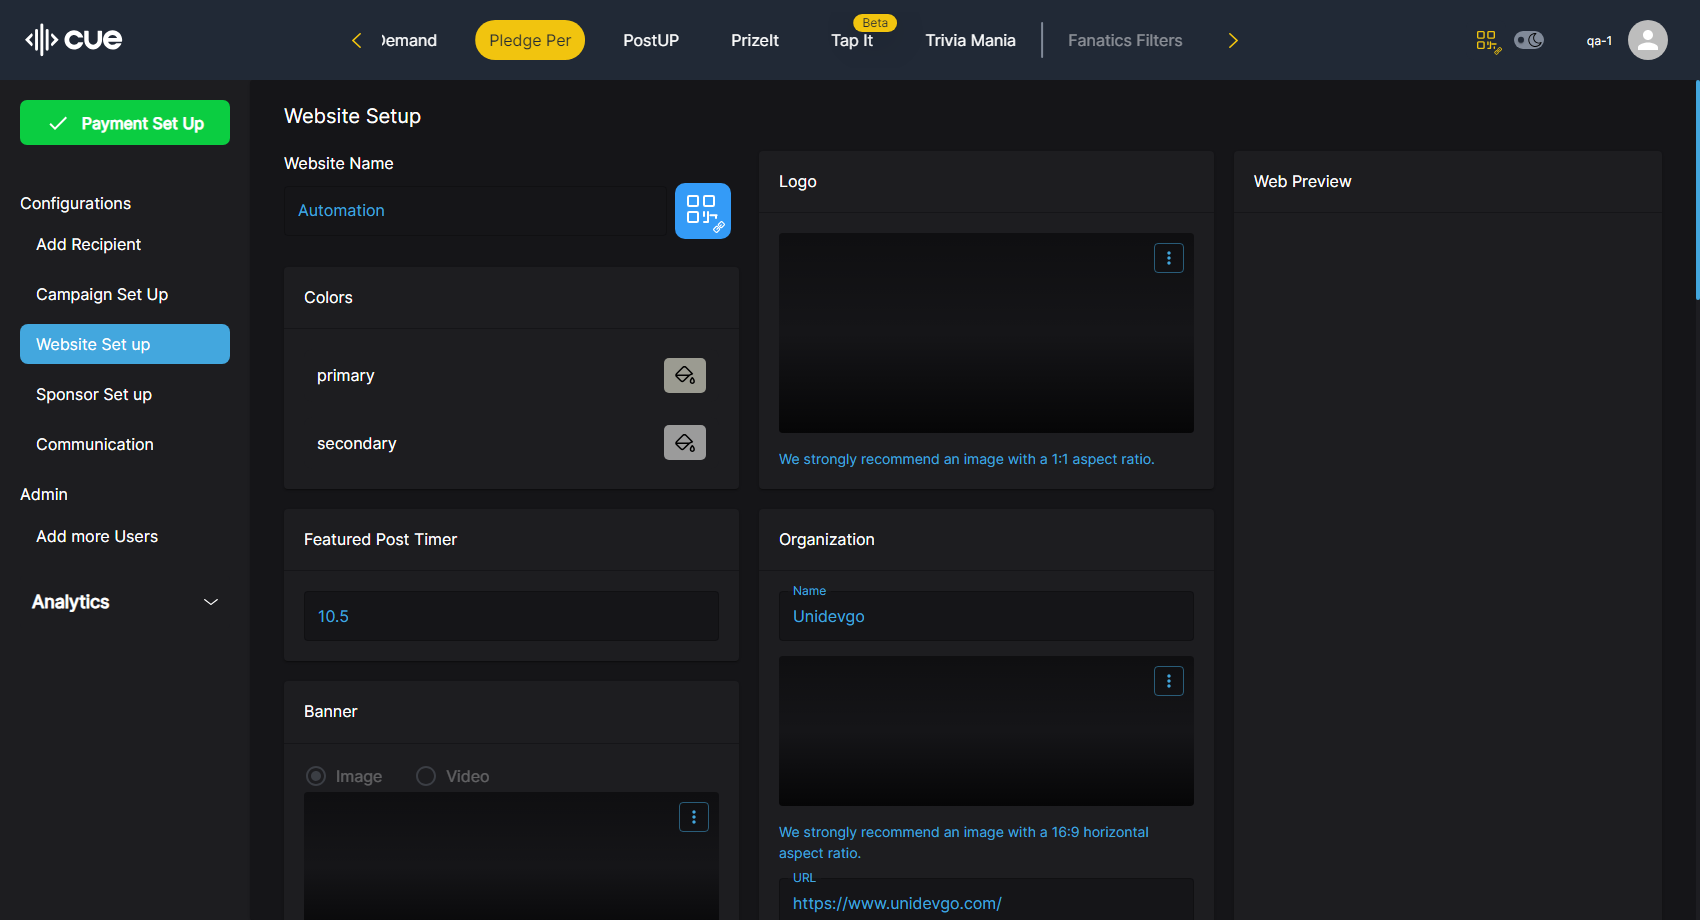 cue
Demand
Pledge Per
PostUP
PrizeIt
Beta
Tap It
Trivia Mania
Fanatics Filters
qa-1
Payment Set Up
Configurations
Add Recipient
Campaign Set Up
Website Set up
Sponsor Set up
Communication
Admin
Add more Users
Analytics
Website Setup
Website Name
Automation
Colors
primary
secondary
Featured Post Timer
10.5
Banner
Image
Video
Logo
We strongly recommend an image with a 1:1 aspect ratio.
Organization
Name
Unidevgo
We strongly recommend an image with a 16:9 horizontal
aspect ratio.
URL
https://www.unidevgo.com/
Web Preview